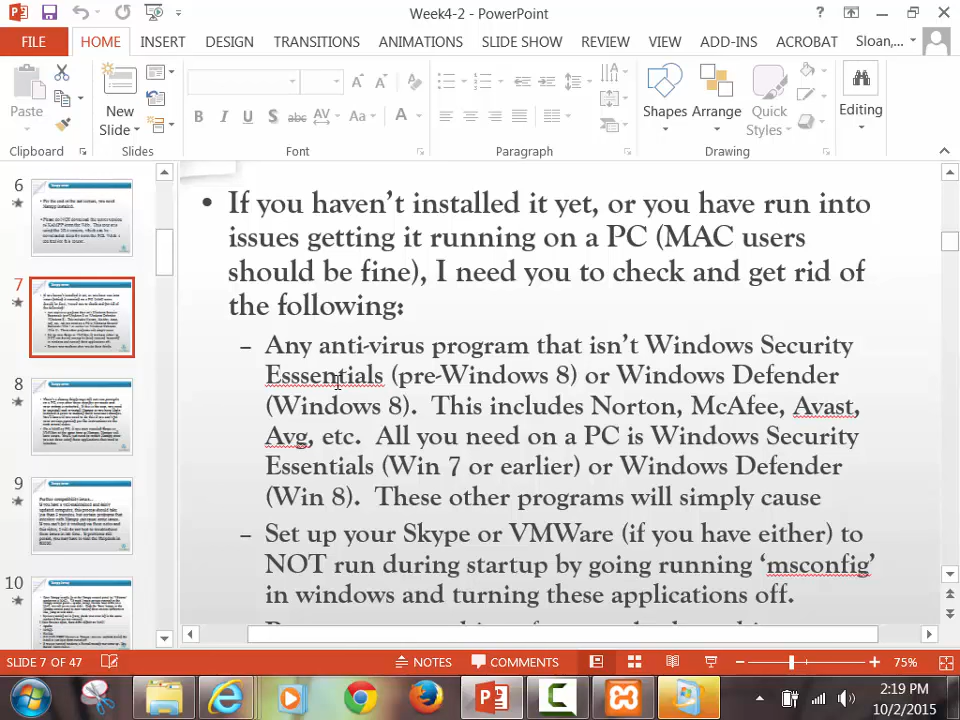 Week4-2 - PowerPoint
?
FILE HOME INSERT DESIGN TRANSITIONS ANIMATIONS SLIDE SHOW REVIEW VIEW ADD-INS ACROBAT Sloan,...
Paste
New
Slide
B I U S abc AV Aa A
Shapes Arrange Quick
Styles
Editing
Clipboard Slides Font Paragraph Drawing
6
7
8
9
10
• If you haven't installed it yet, or you have run into
issues getting it running on a PC (MAC users
should be fine), I need you to check and get rid of
the following:
– Any anti-virus program that isn't Windows Security
Esssentials (pre-Windows 8) or Windows Defender
(Windows 8). This includes Norton, McAfee, Avast,
Avg, etc. All you need on a PC is Windows Security
Essentials (Win 7 or earlier) or Windows Defender
(Win 8). These other programs will simply cause
– Set up your Skype or VMWare (if you have either) to
NOT run during startup by going running 'msconfig'
in windows and turning these applications off.
SLIDE 7 OF 47 NOTES COMMENTS 75%
2:19 PM
10/2/2015